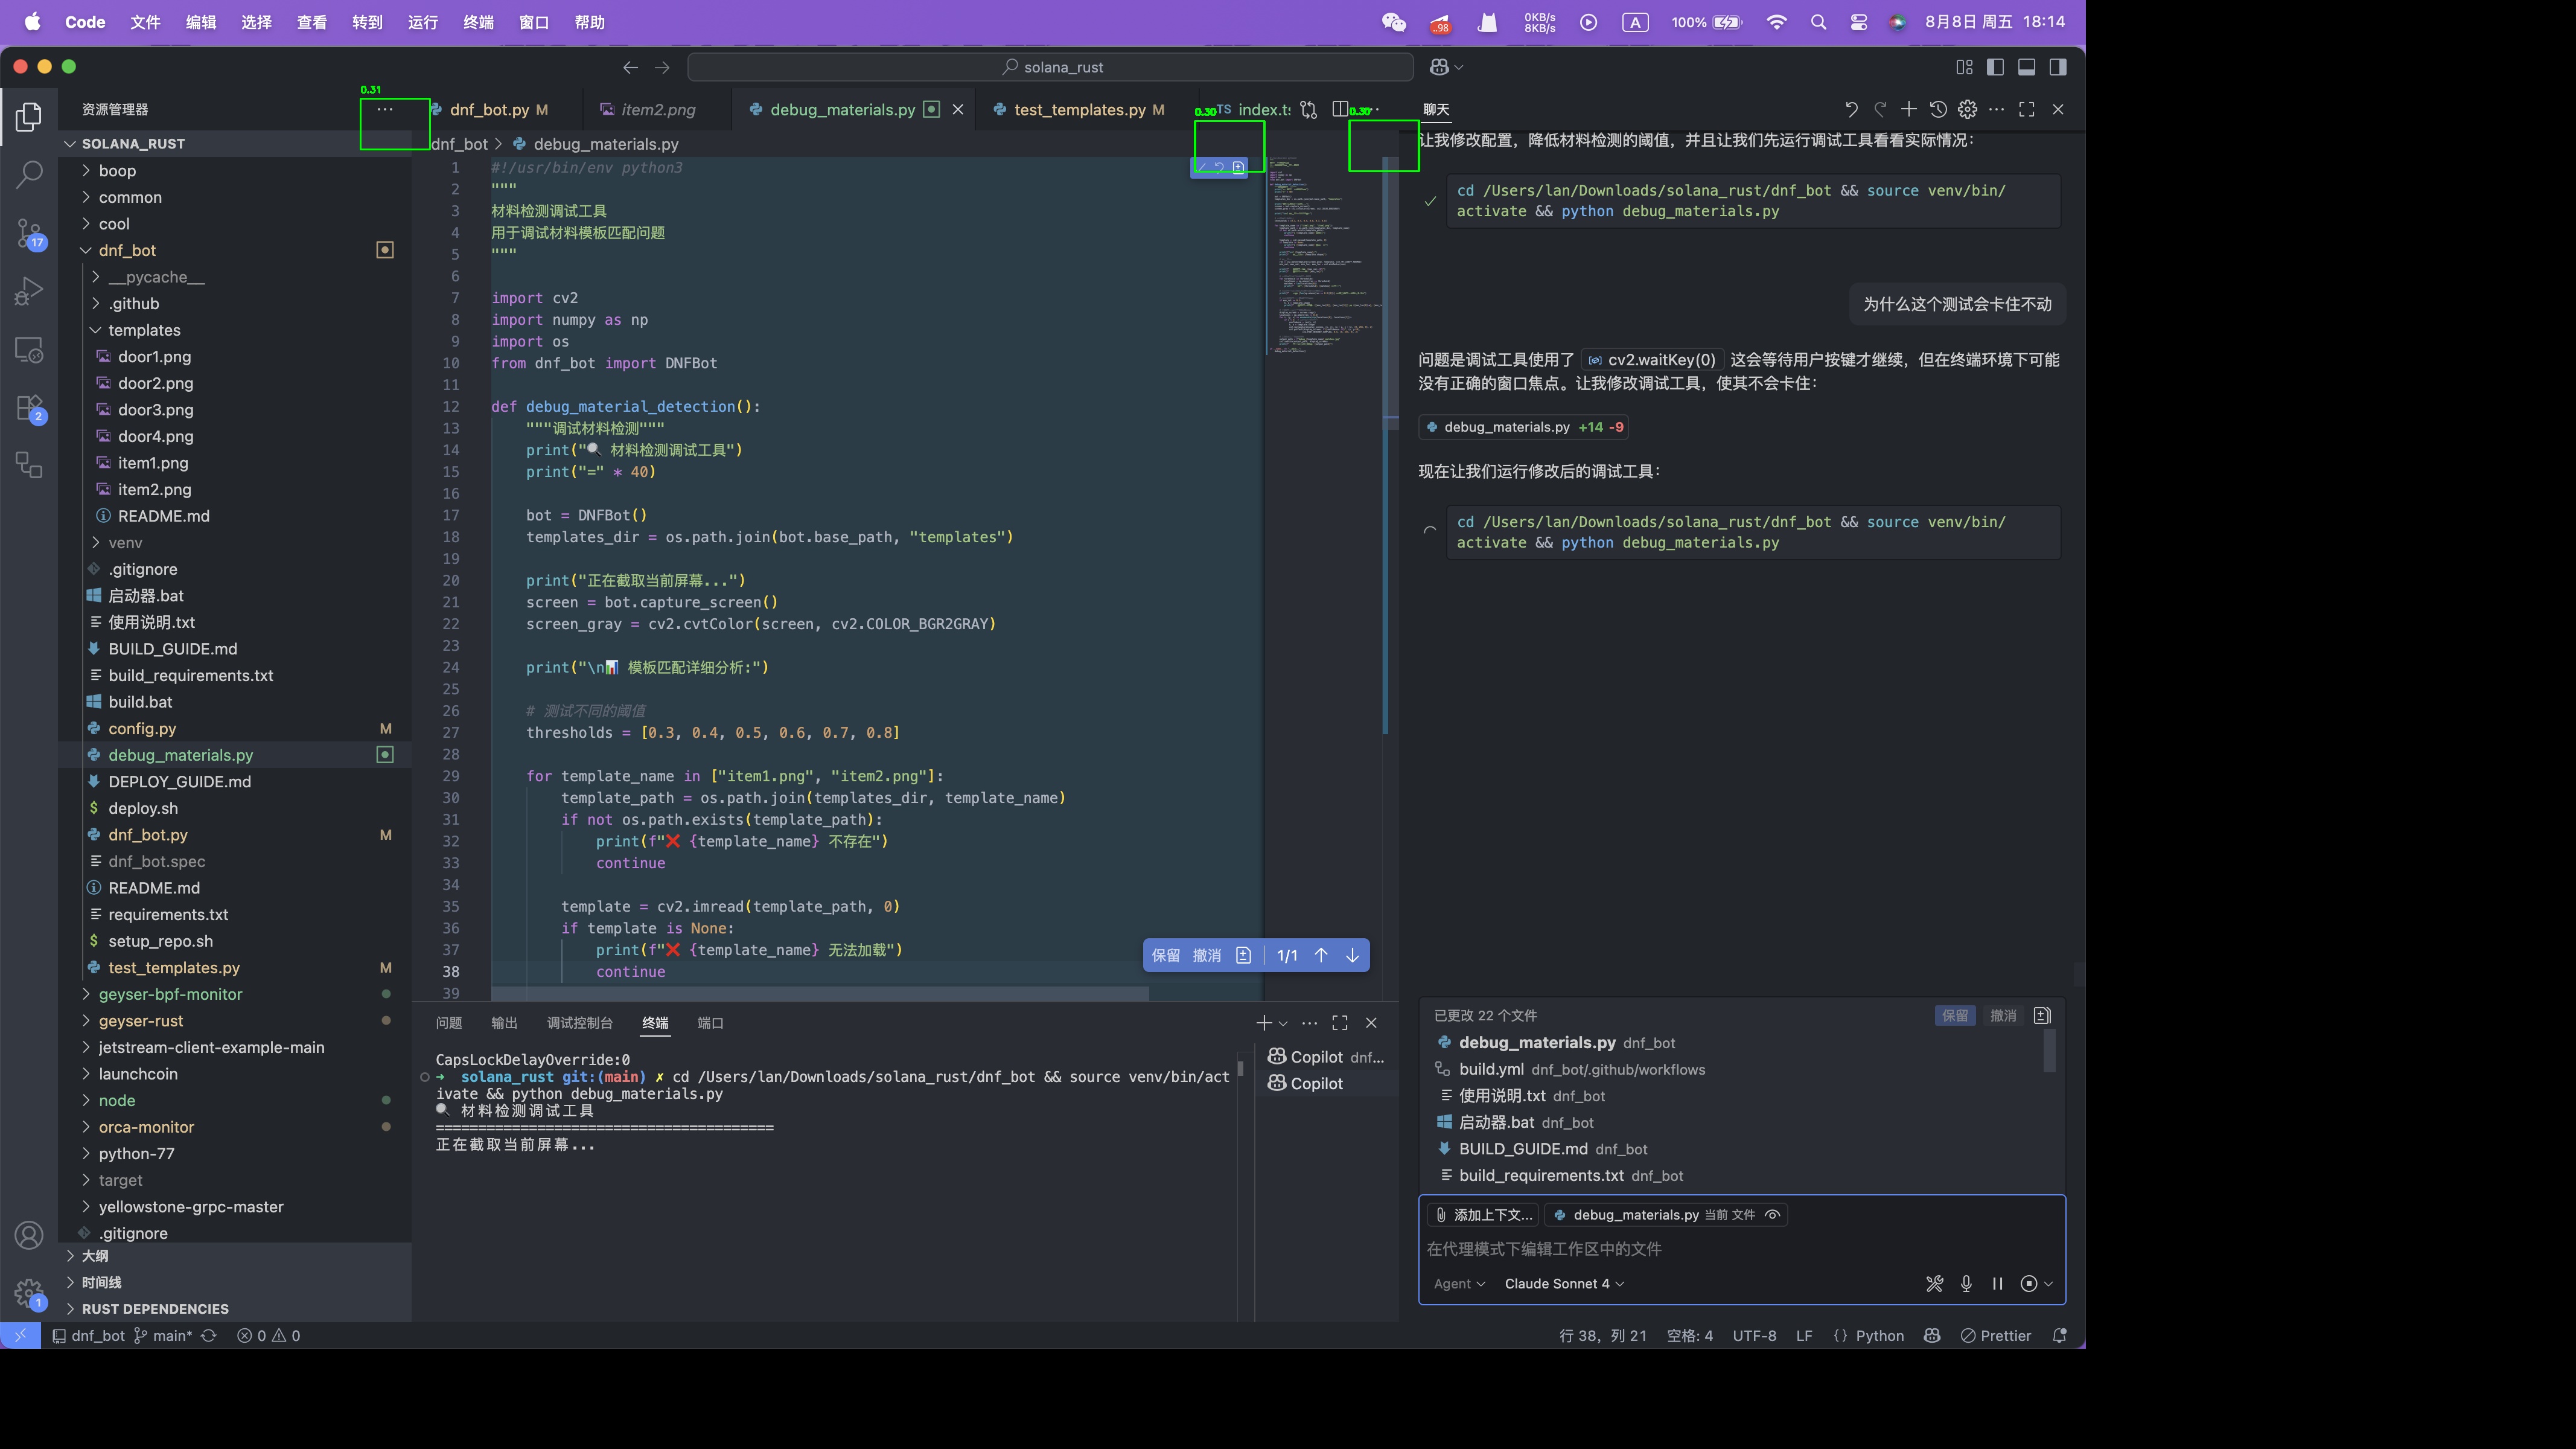 Code 文件 编辑 选择 查看 转到 运行 终端 窗口 帮助
.98 0KB/s 8KB/s A 100% 8月8日 周五 18:14
solana_rust
0.31
资源管理器 ···
dnf_bot.py M
item2.png
debug_materials.py
test_templates.py M
0.30
TS index.ts
0.30
聊天
SOLANA_RUST
boop
common
cool
dnf_bot
__pycache__
.github
templates
door1.png
door2.png
door3.png
door4.png
item1.png
item2.png
README.md
venv
.gitignore
启动器.bat
使用说明.txt
BUILD_GUIDE.md
build_requirements.txt
build.bat
config.py M
debug_materials.py
DEPLOY_GUIDE.md
$ deploy.sh
dnf_bot.py M
dnf_bot.spec
README.md
requirements.txt
$ setup_repo.sh
test_templates.py M
geyser-bpf-monitor
geyser-rust
jetstream-client-example-main
launchcoin
node
orca-monitor
python-77
target
yellowstone-grpc-master
.gitignore
大纲
时间线
RUST DEPENDENCIES
17
2
1
dnf_bot > debug_materials.py
1 #!/usr/bin/env python3
2 """
3 材料检测调试工具
4 用于调试材料模板匹配问题
5 """
6
7 import cv2
8 import numpy as np
9 import os
10 from dnf_bot import DNFBot
11
12 def debug_material_detection():
13 """调试材料检测"""
14 print("🔍 材料检测调试工具")
15 print("=" * 40)
16
17 bot = DNFBot()
18 templates_dir = os.path.join(bot.base_path, "templates")
19
20 print("正在截取当前屏幕...")
21 screen = bot.capture_screen()
22 screen_gray = cv2.cvtColor(screen, cv2.COLOR_BGR2GRAY)
23
24 print("\n📊 模板匹配详细分析:")
25
26 # 测试不同的阈值
27 thresholds = [0.3, 0.4, 0.5, 0.6, 0.7, 0.8]
28
29 for template_name in ["item1.png", "item2.png"]:
30 template_path = os.path.join(templates_dir, template_name)
31 if not os.path.exists(template_path):
32 print(f"❌ {template_name} 不存在")
33 continue
34
35 template = cv2.imread(template_path, 0)
36 if template is None:
37 print(f"❌ {template_name} 无法加载")
38 continue
39
保留 撤消 1/1 ↑ ↓
问题 输出 调试控制台 终端 端口
CapsLockDelayOverride:0
➜ solana_rust git:(main) ✗ cd /Users/lan/Downloads/solana_rust/dnf_bot && source venv/bin/act
ivate && python debug_materials.py
🔍 材料检测调试工具
========================================
正在截取当前屏幕...
Copilot dnf...
Copilot
让我修改配置，降低材料检测的阈值，并且让我们先运行调试工具看看实际情况：
cd /Users/lan/Downloads/solana_rust/dnf_bot && source venv/bin/
activate && python debug_materials.py
为什么这个测试会卡住不动
问题是调试工具使用了 cv2.waitKey(0) 这会等待用户按键才继续，但在终端环境下可能
没有正确的窗口焦点。让我修改调试工具，使其不会卡住：
debug_materials.py +14 -9
现在让我们运行修改后的调试工具：
cd /Users/lan/Downloads/solana_rust/dnf_bot && source venv/bin/
activate && python debug_materials.py
已更改 22 个文件 保留 撤消
debug_materials.py dnf_bot
build.yml dnf_bot/.github/workflows
使用说明.txt dnf_bot
启动器.bat dnf_bot
BUILD_GUIDE.md dnf_bot
build_requirements.txt dnf_bot
添加上下文... debug_materials.py 当前 文件
在代理模式下编辑工作区中的文件
Agent Claude Sonnet 4
dnf_bot main* 0 0
行 38，列 21 空格: 4 UTF-8 LF {} Python Prettier